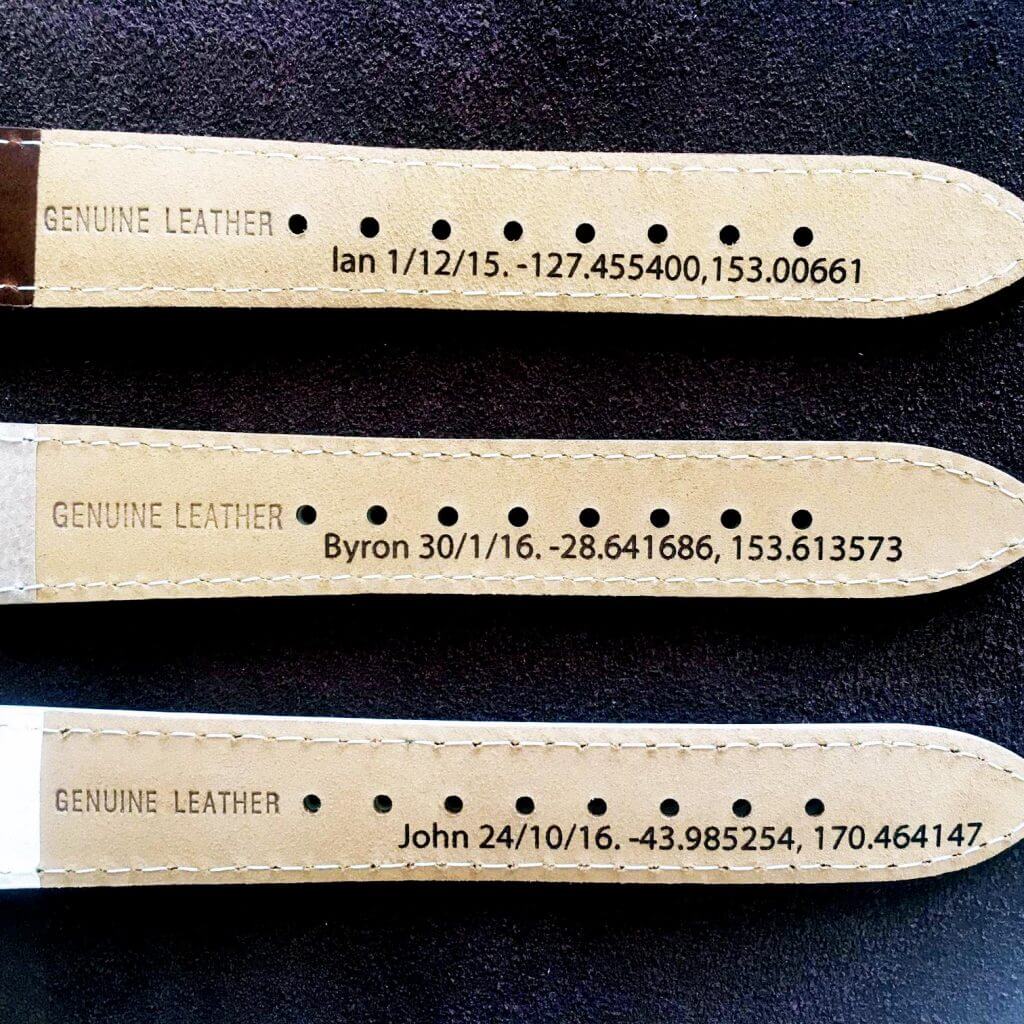 GENUINE LEATHER
Ian 1/12/15. -127.455400,153.00661
GENUINE LEATHER
Byron 30/1/16. -28.641686, 153.613573
GENUINE LEATHER
John 24/10/16. -43.985254, 170.464147